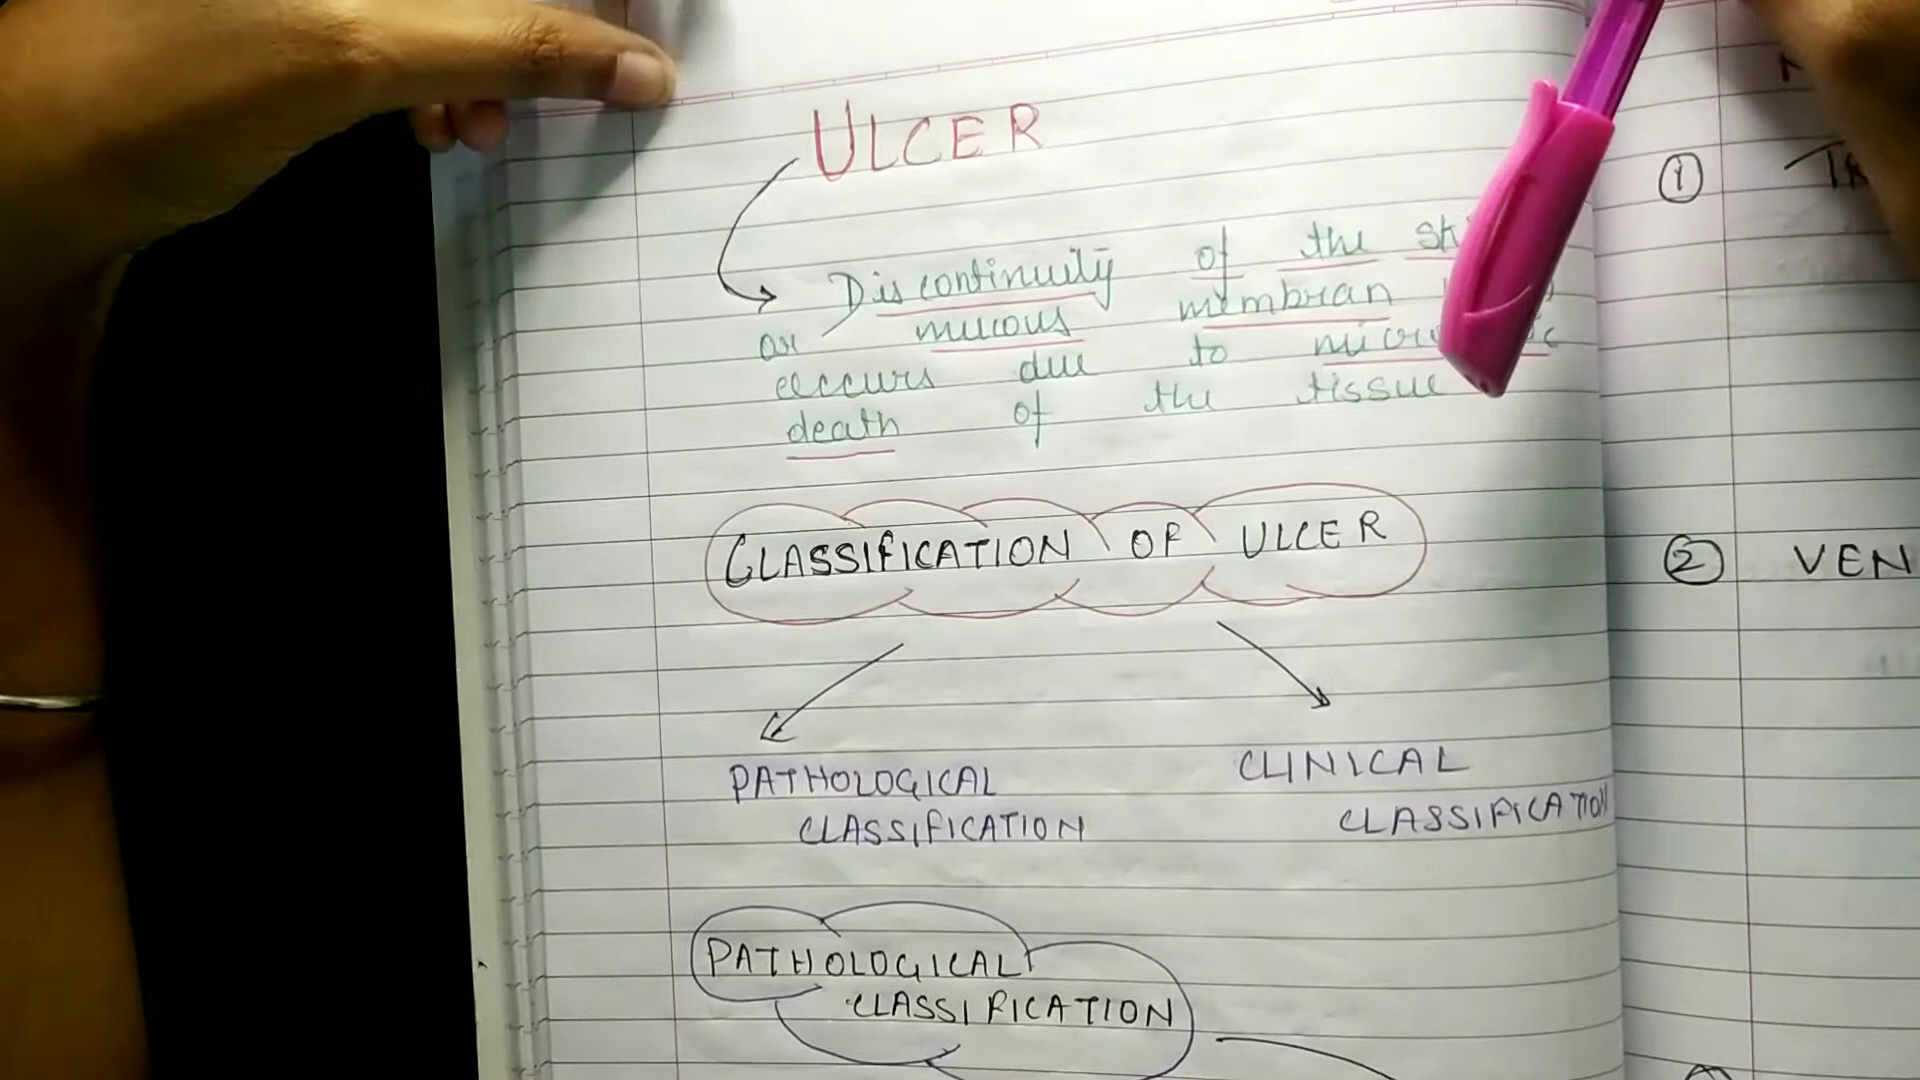 ULCER
Discontinuity of the
or mucous membran
occurs due to
death of the tissue
CLASSIFICATION OF ULCER
PATHOLOGICAL
CLASSIFICATION
CLINICAL
CLASSIFICATION
PATHOLOGICAL
CLASSIFICATION
1
2 VEN